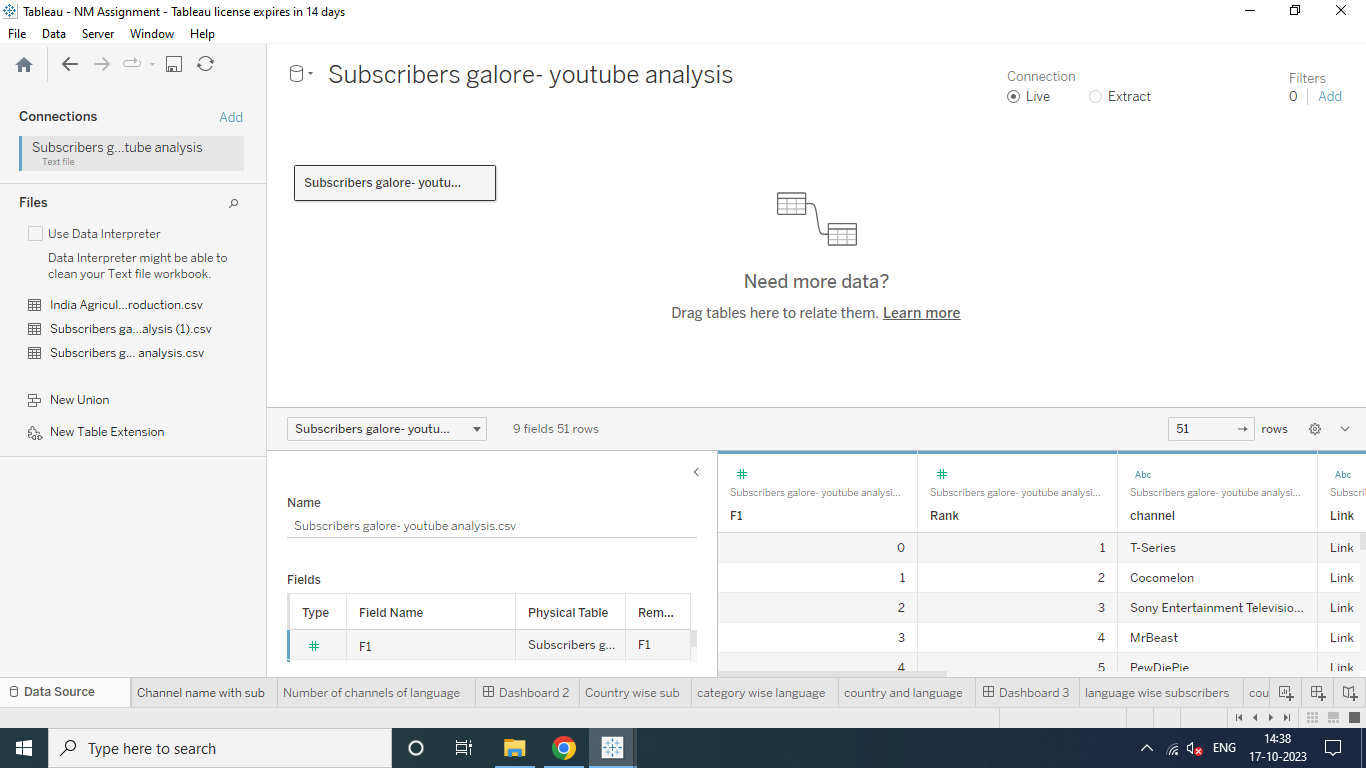 Tableau - NM Assignment - Tableau license expires in 14 days
File Data Server Window Help
Connections Add
Subscribers g...tube analysis
Text file
Files
Use Data Interpreter
Data Interpreter might be able to
clean your Text file workbook.
India Agricul...roduction.csv
Subscribers ga...alysis (1).csv
Subscribers g... analysis.csv
New Union
New Table Extension
Subscribers galore- youtube analysis
Connection
Live Extract
Filters
0 Add
Subscribers galore- youtu...
Need more data?
Drag tables here to relate them. Learn more
Subscribers galore- youtu... 9 fields 51 rows 51 rows
Name
Subscribers galore- youtube analysis.csv
Fields
Type Field Name Physical Table Rem...
# F1 Subscribers g... F1
# # Abc Abc
Subscribers galore- youtube analysi... Subscribers galore- youtube analysi... Subscribers galore- youtube analysi... Subscri
F1 Rank channel Link
0 1 T-Series Link
1 2 Cocomelon Link
2 3 Sony Entertainment Televisio... Link
3 4 MrBeast Link
4 5 PewDiePie Link
Data Source Channel name with sub Number of channels of language Dashboard 2 Country wise sub category wise language country and language Dashboard 3 language wise subscribers cou
Type here to search
ENG
14:38
17-10-2023